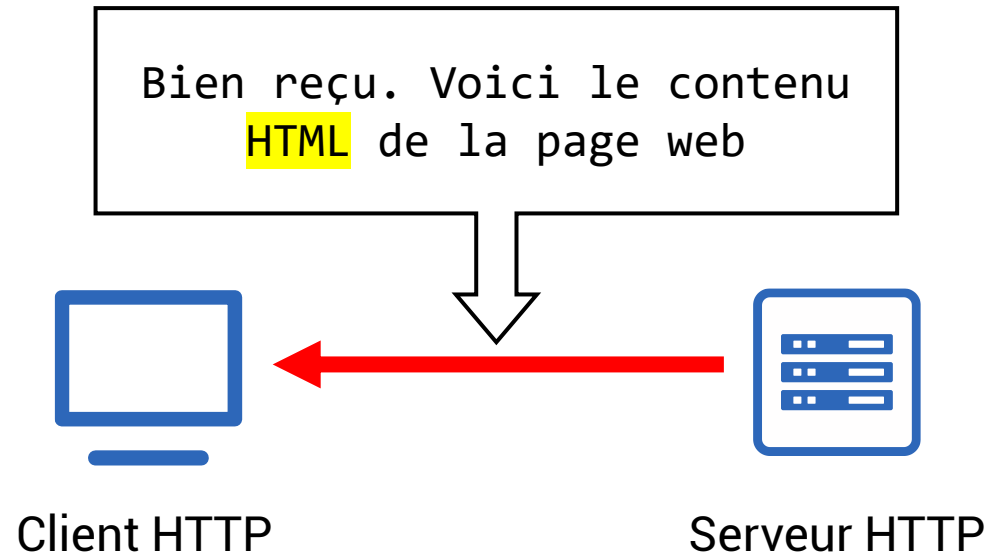 Bien reçu. Voici le contenu
HTML de la page web
Client HTTP
Serveur HTTP